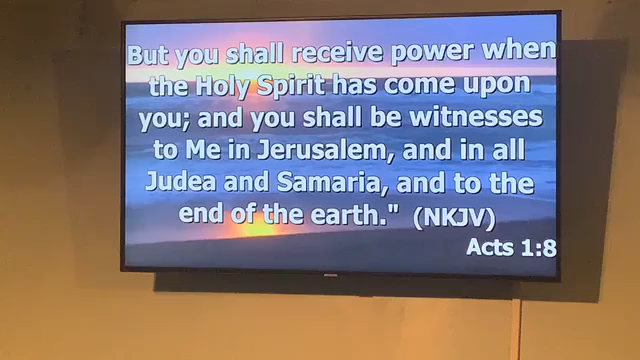 But you shall receive power when
the Holy Spirit has come upon
you; and you shall be witnesses
to Me in Jerusalem, and in all
Judea and Samaria, and to the
end of the earth." (NKJV)
Acts 1:8